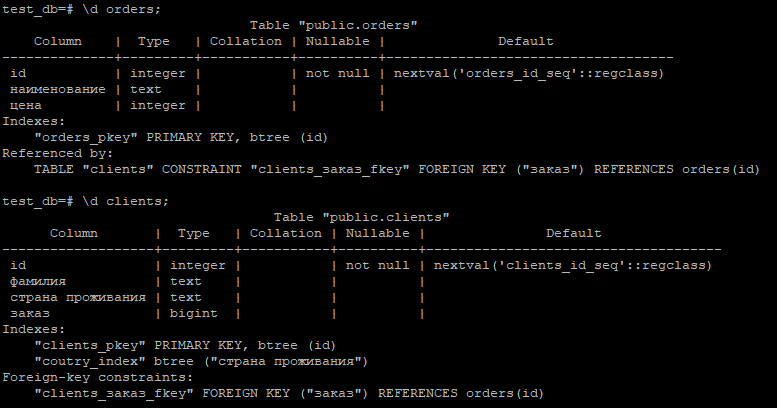 test_db=# \d orders;
                               Table "public.orders"
    Column    |  Type   | Collation | Nullable |              Default
--------------+---------+-----------+----------+------------------------------------
 id           | integer |           | not null | nextval('orders_id_seq'::regclass)
 наименование | text    |           |          |
 цена         | integer |           |          |
Indexes:
    "orders_pkey" PRIMARY KEY, btree (id)
Referenced by:
    TABLE "clients" CONSTRAINT "clients_заказ_fkey" FOREIGN KEY ("заказ") REFERENCES orders(id)
test_db=# \d clients;
                                  Table "public.clients"
      Column       |  Type   | Collation | Nullable |               Default
-------------------+---------+-----------+----------+-------------------------------------
 id                | integer |           | not null | nextval('clients_id_seq'::regclass)
 фамилия           | text    |           |          |
 страна проживания | text    |           |          |
 заказ             | bigint  |           |          |
Indexes:
    "clients_pkey" PRIMARY KEY, btree (id)
    "coutry_index" btree ("страна проживания")
Foreign-key constraints:
    "clients_заказ_fkey" FOREIGN KEY ("заказ") REFERENCES orders(id)